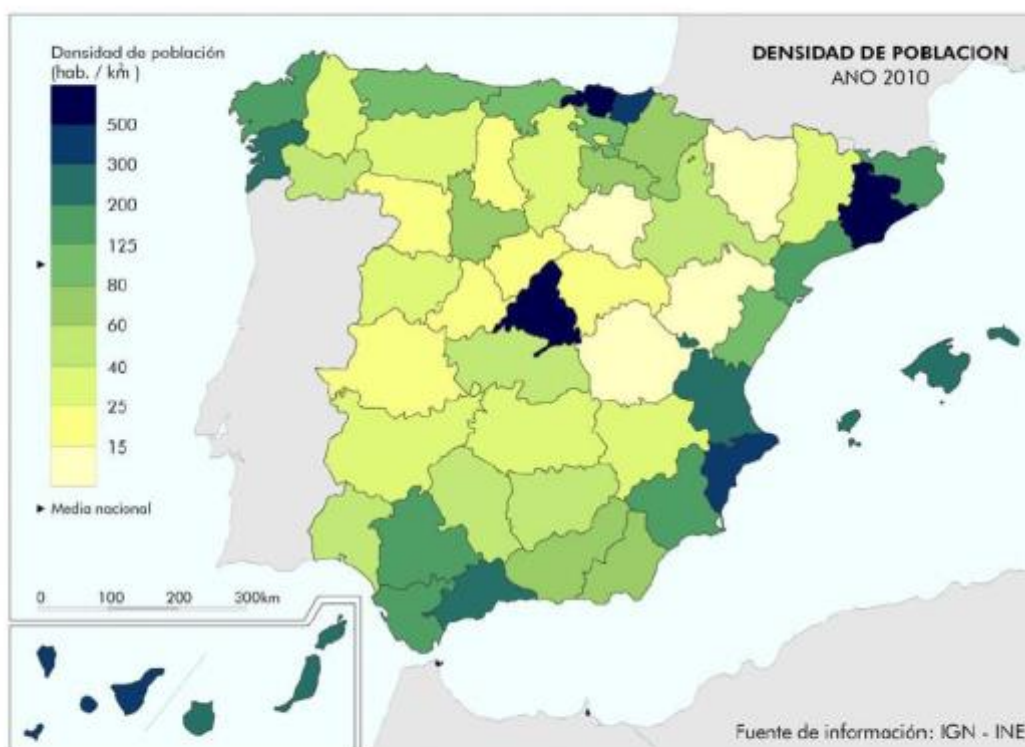 Densidad de población
(hab. / km )
500
300
200
125
80
60
40
25
15
Media nacional
DENSIDAD DE POBLACION
ANO 2010
0 100 200 300km
Fuente de información: IGN - INE